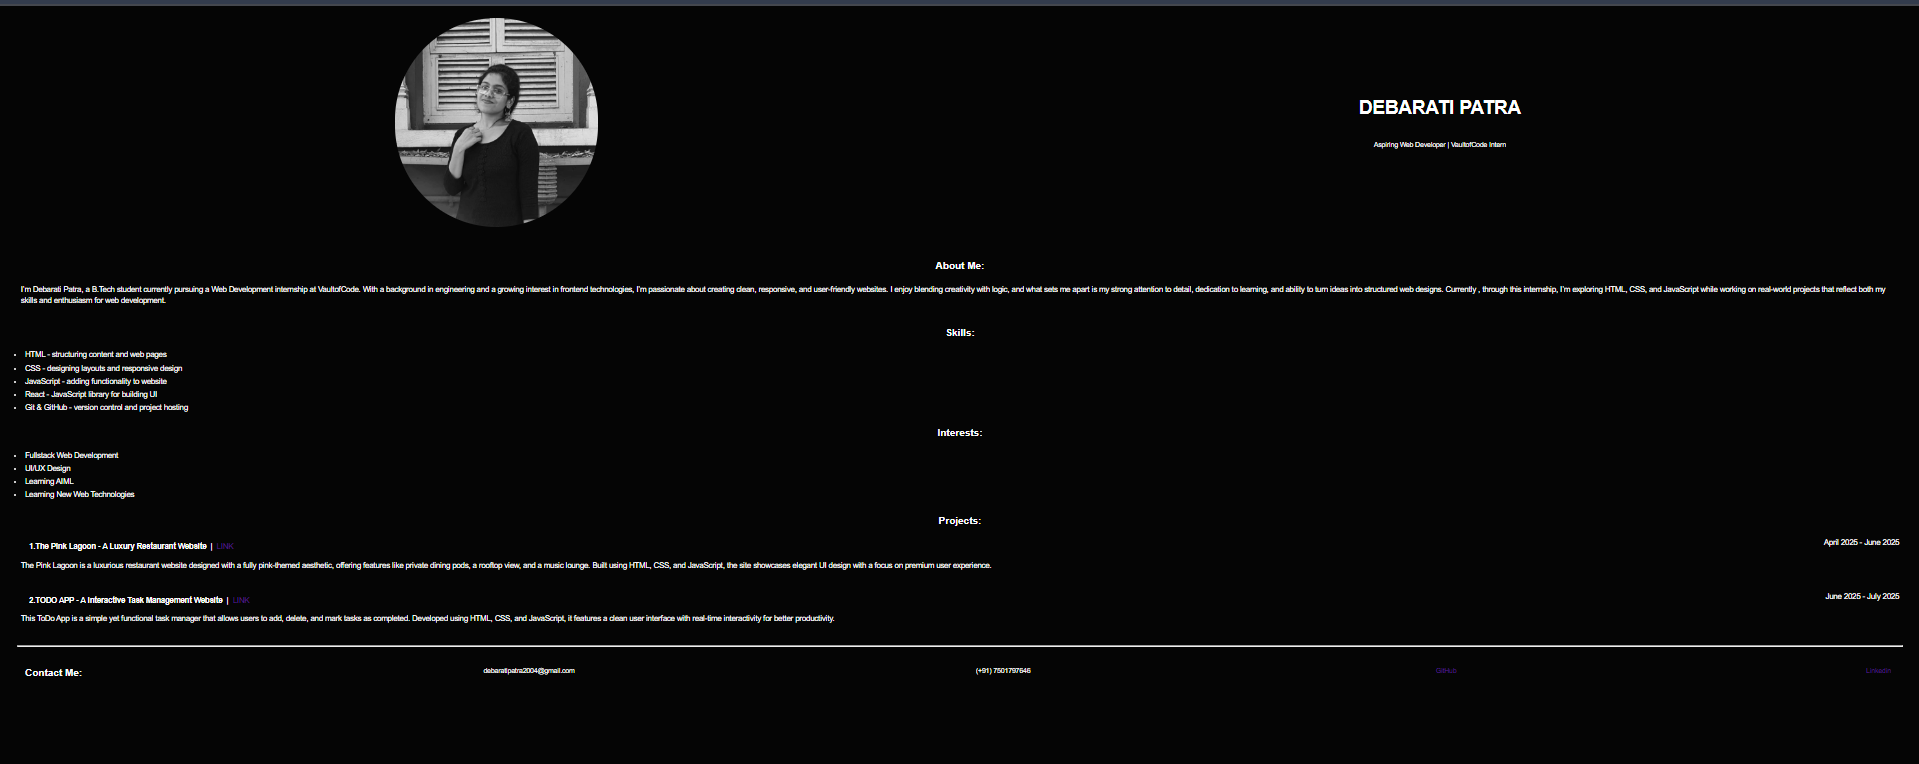 DEBARATI PATRA
Aspiring Web Developer | VaultofCode Intern
About Me:
I'm Debarati Patra, a B.Tech student currently pursuing a Web Development internship at VaultofCode. With a background in engineering and a growing interest in frontend technologies, I'm passionate about creating clean, responsive, and user-friendly websites. I enjoy blending creativity with logic, and what sets me apart is my strong attention to detail, dedication to learning, and ability to turn ideas into structured web designs. Currently , through this internship, I'm exploring HTML, CSS, and JavaScript while working on real-world projects that reflect both my
skills and enthusiasm for web development.
Skills:
• HTML - structuring content and web pages
• CSS - designing layouts and responsive design
• JavaScript - adding functionality to website
• React - JavaScript library for building UI
• Git & GitHub - version control and project hosting
Interests:
• Fullstack Web Development
• UI/UX Design
• Learning AIML
• Learning New Web Technologies
Projects:
1.The Pink Lagoon - A Luxury Restaurant Website | LINK April 2025 - June 2025
The Pink Lagoon is a luxurious restaurant website designed with a fully pink-themed aesthetic, offering features like private dining pods, a rooftop view, and a music lounge. Built using HTML, CSS, and JavaScript, the site showcases elegant UI design with a focus on premium user experience.
2.TODO APP - A Interactive Task Management Website | LINK June 2025 - July 2025
This ToDo App is a simple yet functional task manager that allows users to add, delete, and mark tasks as completed. Developed using HTML, CSS, and JavaScript, it features a clean user interface with real-time interactivity for better productivity.
Contact Me: debaratipatra2004@gmail.com (+91) 7501797646 GitHub LinkedIn